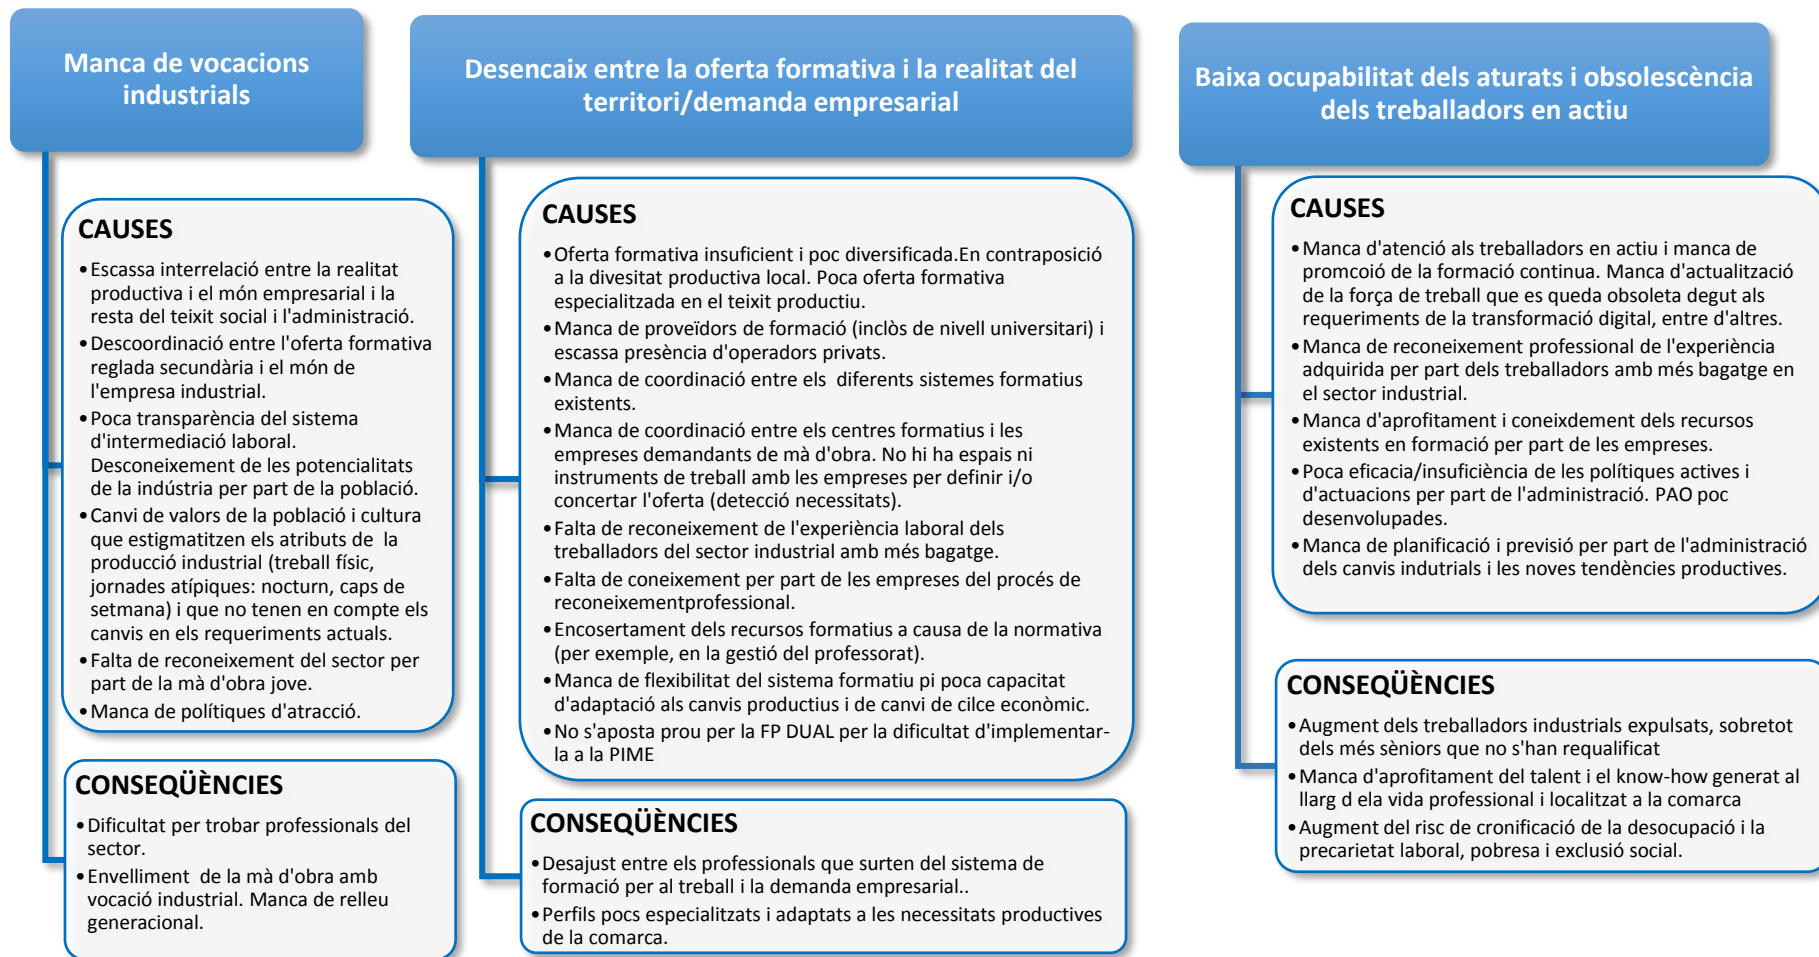 Manca de vocacions
industrials
CAUSES
•Escassa interrelació entre la realitat
productiva i el món empresarial i la
resta del teixit social i l'administració.
•Descoordinació entre l'oferta formativa
reglada secundària i el món de
l'empresa industrial.
•Poca transparència del sistema
d'intermediació laboral.
Desconeixement de les potencialitats
de la indústria per part de la població.
•Canvi de valors de la població i cultura
que estigmatitzen els atributs de la
producció industrial (treball físic,
jornades atípiques: nocturn, caps de
setmana) i que no tenen en compte els
canvis en els requeriments actuals.
•Falta de reconeixement del sector per
part de la mà d'obra jove.
•Manca de polítiques d'atracció.
CONSEQÜÈNCIES
•Dificultat per trobar professionals del
sector.
•Envelliment de la mà d'obra amb
vocació industrial. Manca de relleu
generacional.
Desencaix entre la oferta formativa i la realitat del
territori/demanda empresarial
CAUSES
•Oferta formativa insuficient i poc diversificada.En contraposició
a la divesitat productiva local. Poca oferta formativa
especialitzada en el teixit productiu.
•Manca de proveïdors de formació (inclòs de nivell universitari) i
escassa presència d'operadors privats.
•Manca de coordinació entre els diferents sistemes formatius
existents.
•Manca de coordinació entre els centres formatius i les
empreses demandants de mà d'obra. No hi ha espais ni
instruments de treball amb les empreses per definir i/o
concertar l'oferta (detecció necessitats).
•Falta de reconeixement de l'experiència laboral dels
treballadors del sector industrial amb més bagatge.
•Falta de coneixement per part de les empreses del procés de
reconeixementprofessional.
•Encosertament dels recursos formatius a causa de la normativa
(per exemple, en la gestió del professorat).
•Manca de flexibilitat del sistema formatiu pi poca capacitat
d'adaptació als canvis productius i de canvi de cilce econòmic.
•No s'aposta prou per la FP DUAL per la dificultat d'implementar-
la a la PIME
CONSEQÜÈNCIES
•Desajust entre els professionals que surten del sistema de
formació per al treball i la demanda empresarial..
•Perfils pocs especialitzats i adaptats a les necessitats productives
de la comarca.
Baixa ocupabilitat dels aturats i obsolescència
dels treballadors en actiu
CAUSES
•Manca d'atenció als treballadors en actiu i manca de
promcoió de la formació continua. Manca d'actualització
de la força de treball que es queda obsoleta degut als
requeriments de la transformació digital, entre d'altres.
•Manca de reconeixement professional de l'experiència
adquirida per part dels treballadors amb més bagatge en
el sector industrial.
•Manca d'aprofitament i coneixdement dels recursos
existents en formació per part de les empreses.
•Poca eficacia/insuficiència de les polítiques actives i
d'actuacions per part de l'administració. PAO poc
desenvolupades.
•Manca de planificació i previsió per part de l'administració
dels canvis indutrials i les noves tendències productives.
CONSEQÜÈNCIES
•Augment dels treballadors industrials expulsats, sobretot
dels més sèniors que no s'han requalificat
•Manca d'aprofitament del talent i el know-how generat al
llarg d ela vida professional i localitzat a la comarca
•Augment del risc de cronificació de la desocupació i la
precarietat laboral, pobresa i exclusió social.